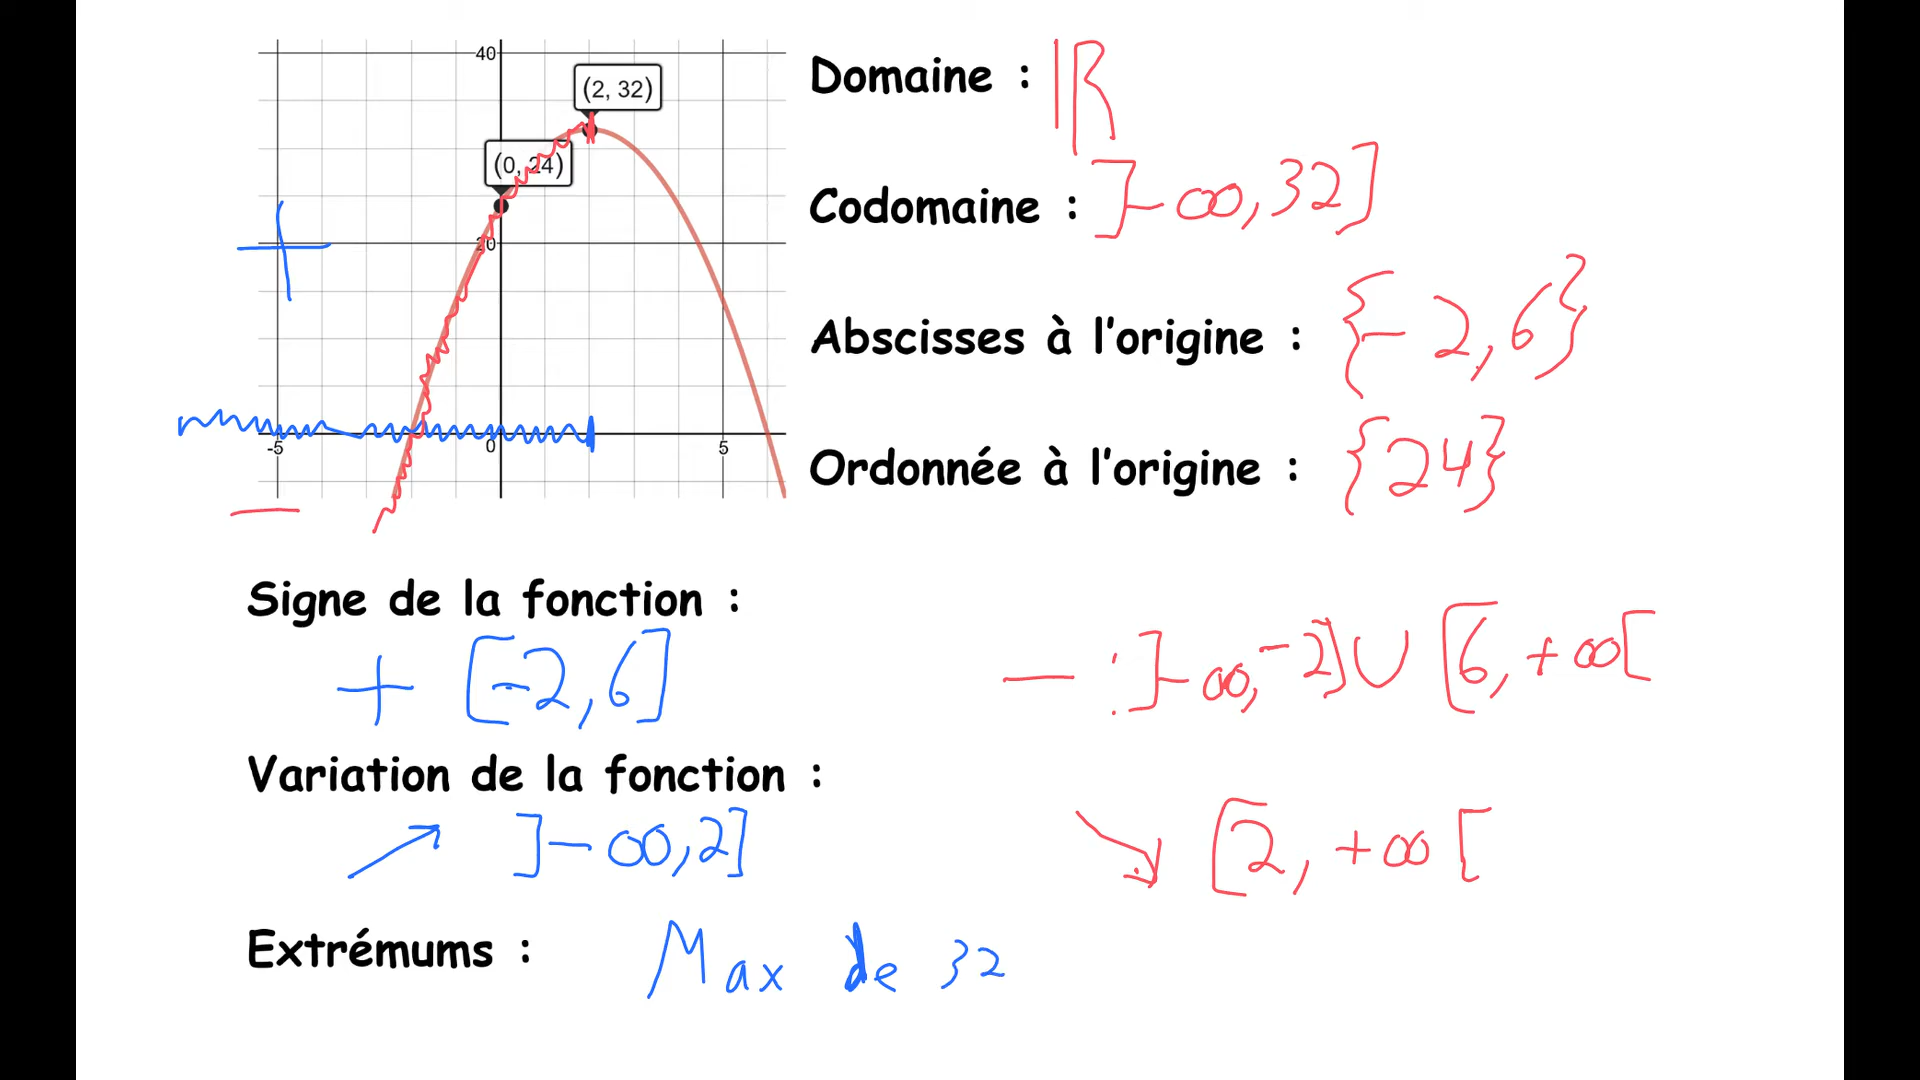 40
(2, 32)
(0, 24)
20
-5
0
5
Domaine : ℝ
Codomaine : ]-∞, 32]
Abscisses à l'origine : {-2, 6}
Ordonnée à l'origine : {24}
+
−
Signe de la fonction :
+ [-2, 6]
− : ]-∞, -2] ∪ [6, +∞[
Variation de la fonction :
↗ ]-∞, 2]
↘ [2, +∞[
Extrémums : Max de 32